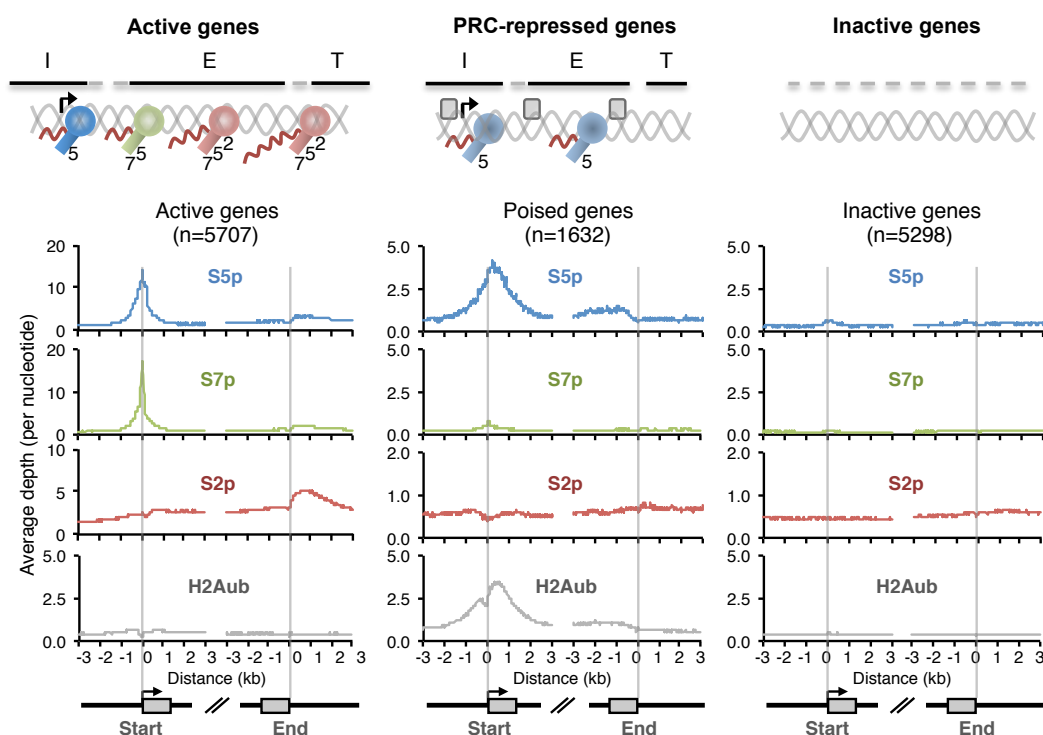 Active genes
PRC-repressed genes
Inactive genes
I E T
I E T
5 7 5 7 5 2 7 5 2
5 5
Active genes
(n=5707)
Poised genes
(n=1632)
Inactive genes
(n=5298)
Average depth (per nucleotide)
20
10
0
S5p
5.0
2.5
0.0
S5p
5.0
2.5
0.0
S5p
20
10
0
S7p
5.0
2.5
0.0
S7p
5.0
2.5
0.0
S7p
10
5
0
S2p
2.0
1.0
0.0
S2p
2.0
1.0
0.0
S2p
5.0
2.5
0.0
H2Aub
5.0
2.5
0.0
H2Aub
5.0
2.5
0.0
H2Aub
-3 -2 -1 0 1 2 3 -3 -2 -1 0 1 2 3
-3 -2 -1 0 1 2 3 -3 -2 -1 0 1 2 3
-3 -2 -1 0 1 2 3 -3 -2 -1 0 1 2 3
Distance (kb)
Distance (kb)
Distance (kb)
Start End
Start End
Start End